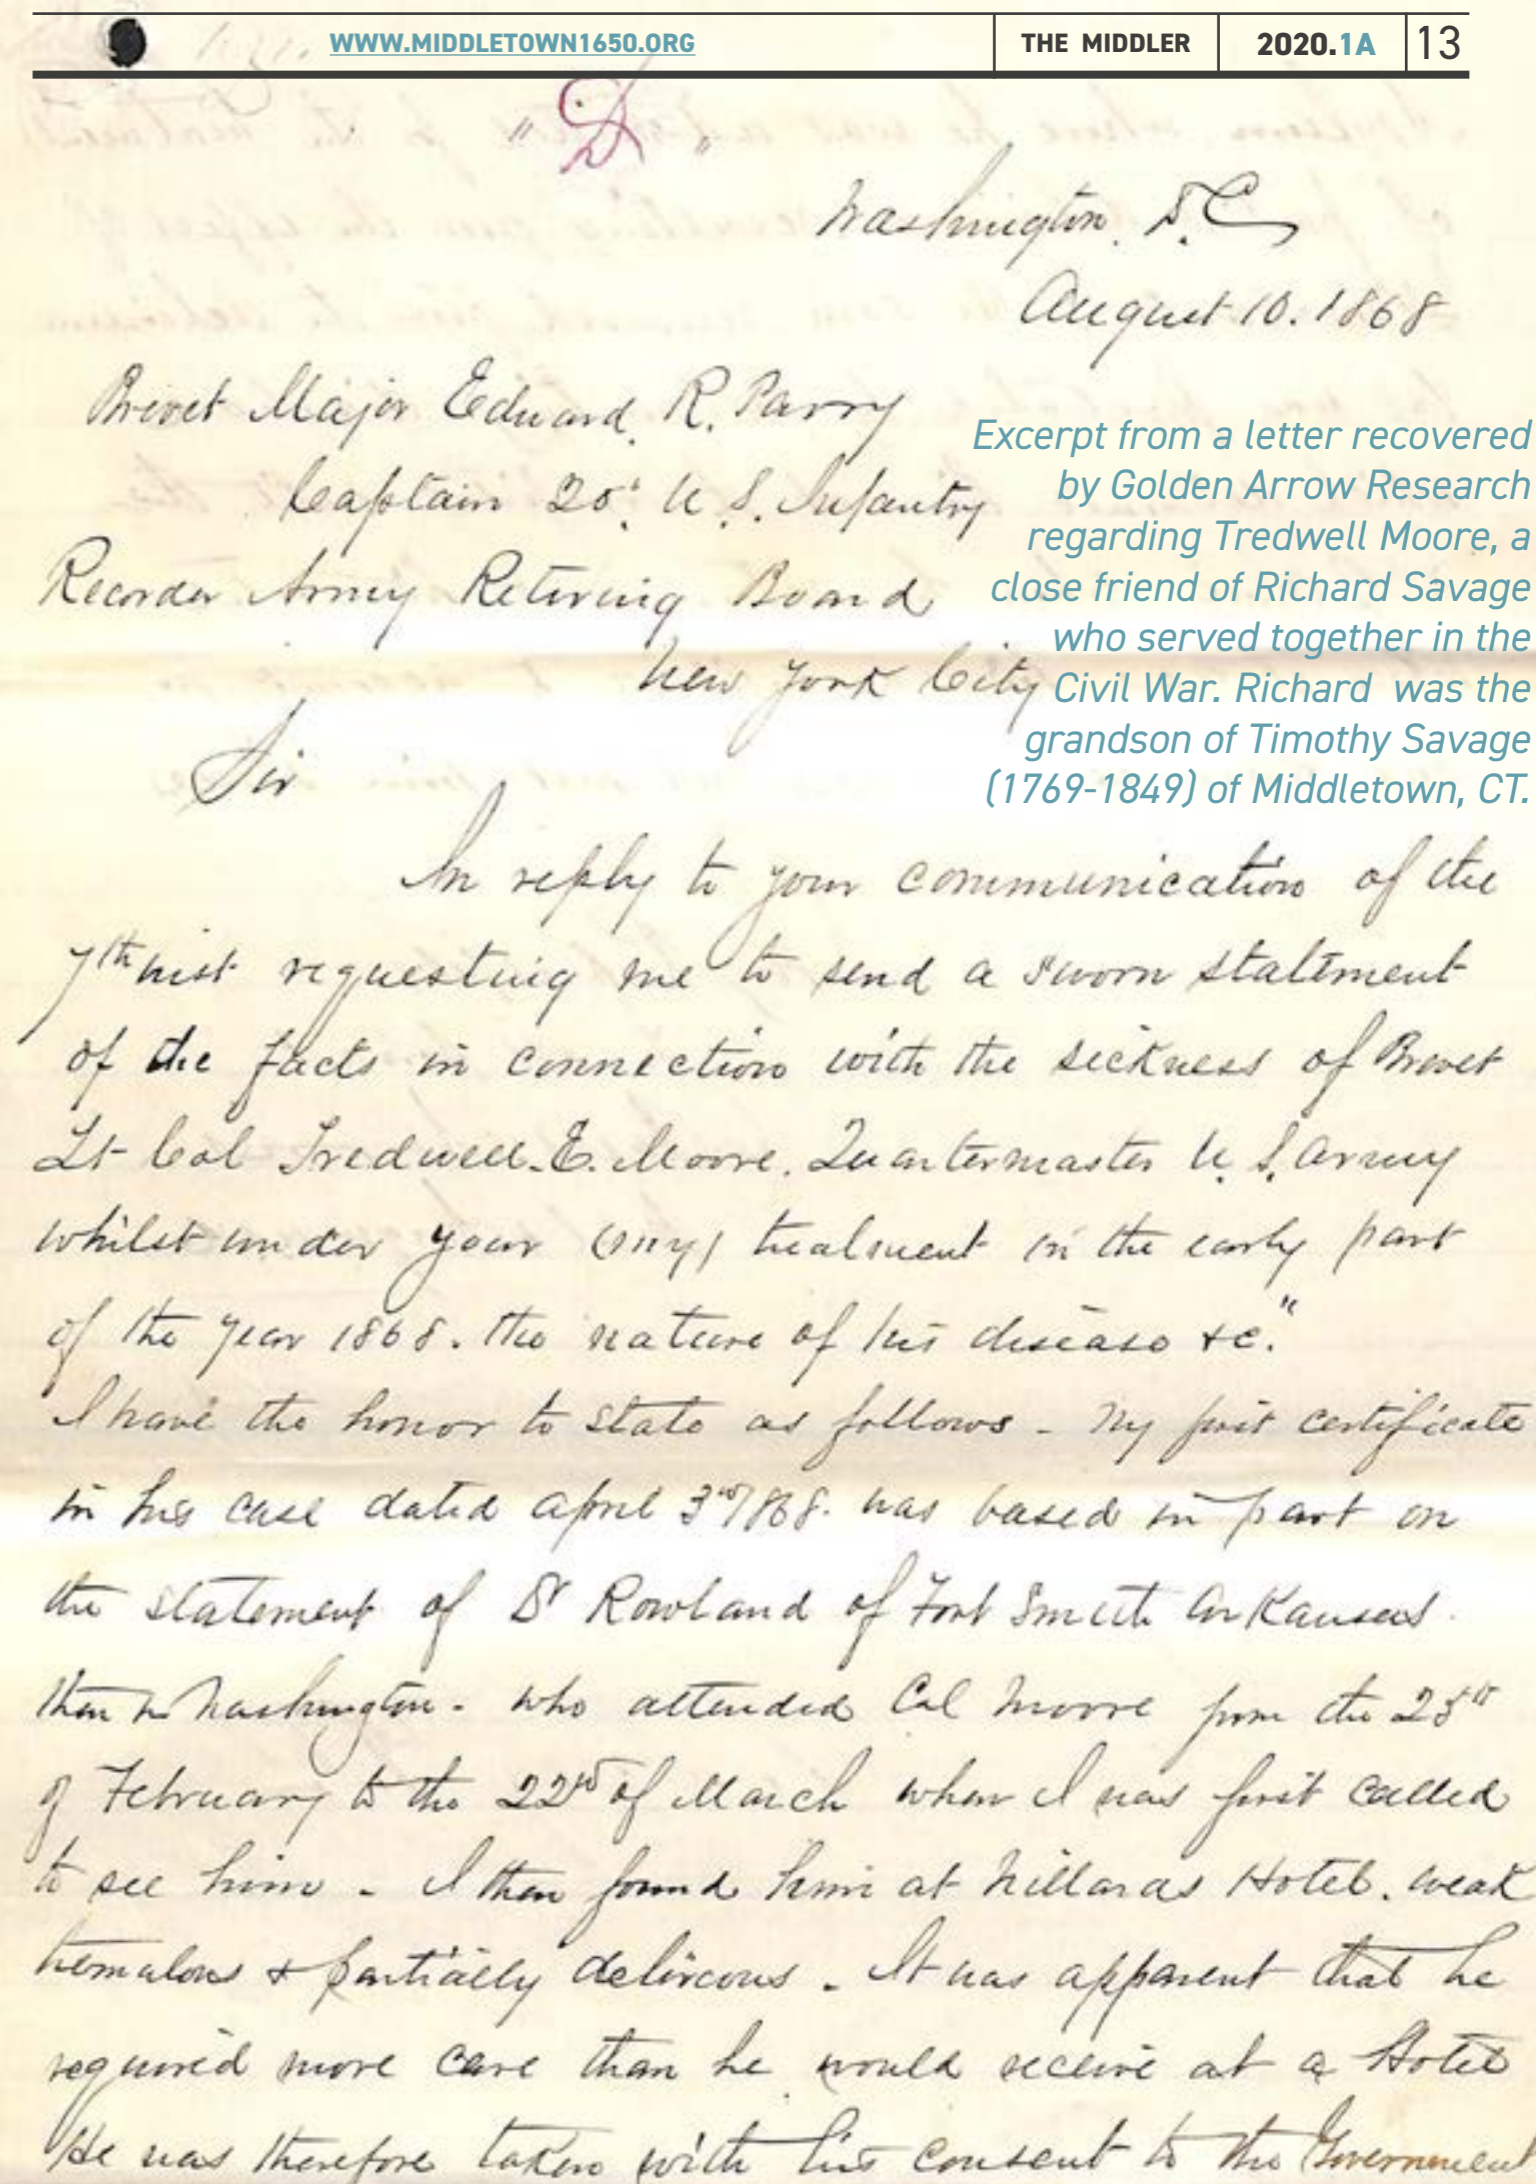 WWW.MIDDLETOWN1650.ORG THE MIDDLER 2020.1A 13
"D"
Washington. D.C
August 10. 1868
Brevet Major Edward. R. Parry
Captain 20th U.S. Infantry
Recorder Army Retiring Board
New York City
Excerpt from a letter recovered
by Golden Arrow Research
regarding Tredwell Moore, a
close friend of Richard Savage
who served together in the
Civil War. Richard was the
grandson of Timothy Savage
(1769-1849) of Middletown, CT.
Sir
In reply to your communication of the
7th inst requesting me to send a sworn statement
of the facts in connection with the sickness of Brevet
Lt Col Tredwell. E. Moore. Quartermaster U.S. Army
whilst under your (my) treatment in the early part
of the year 1868. the nature of his disease &c."
I have the honor to state as follows - My first certificate
in his case dated april 3rd/868. was based in part on
the statement of Dr Rowland of Fort Smith Arkansas.
then in Washington - who attended Col Moore from the
of February to the 22nd of March when I was first called
to see him - I then found him at Willards Hotel. weak
tremulous & partially delirious - It was apparent that he
required more care than he would receive at a Hotel
He was therefore taken with his consent to the Government